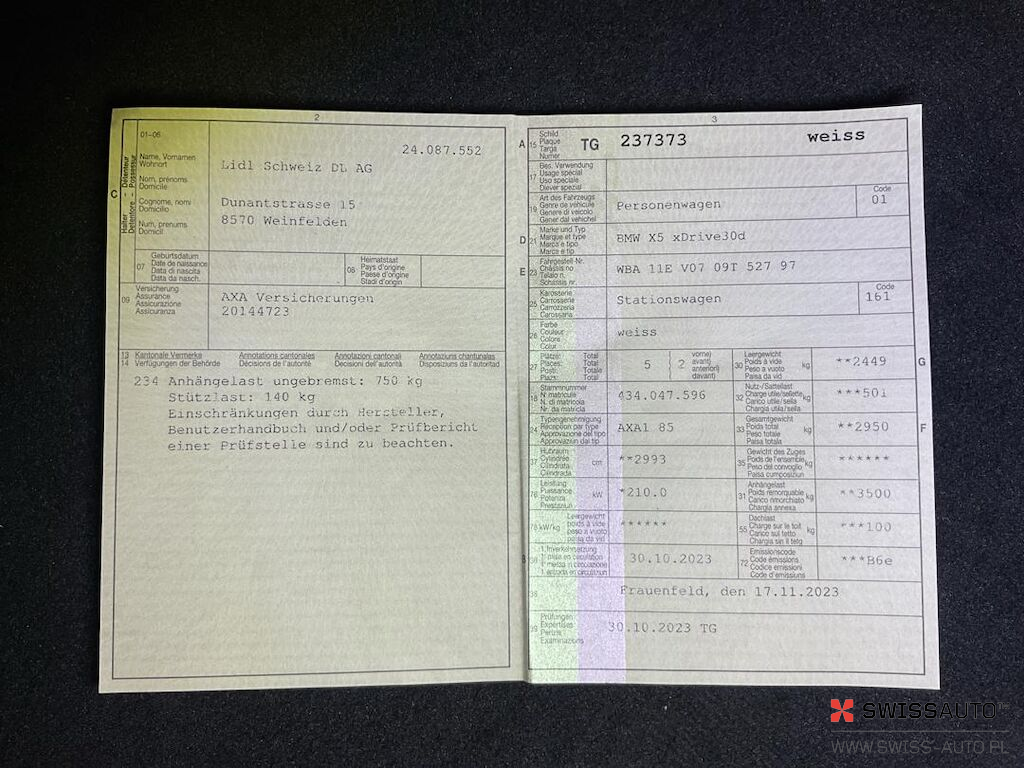 2
01-06
24.087.552
C
Halter - Détenteur
Detentore - Possessur
Name, Vornamen
Wohnort
Nom, prénoms
Domicile
Cognome, nomi
Domicilio
Num, prenums
Domicil
Lidl Schweiz DL AG
Dunantstrasse 15
8570 Weinfelden
07
Geburtsdatum
Date de naissance
Data di nascita
Data da nasch.
08
Heimatstaat
Pays d'origine
Paese d'origine
Stadi d'origin
09
Versicherung
Assurance
Assicurazione
Assicuranza
AXA Versicherungen
20144723
13 Kantonale Vermerke Annotations cantonales Annotazioni cantonali Annotaziuns chantunalas
14 Verfügungen der Behörde Décisions de l'autorité Decisioni dell'autorità Disposiziuns da l'autoritad
234 Anhängelast ungebremst: 750 kg
Stützlast: 140 kg
Einschränkungen durch Hersteller,
Benutzerhandbuch und/oder Prüfbericht
einer Prüfstelle sind zu beachten.
3
A 15
Schild
Plaque
Targa
Numer
TG 237373 weiss
17
Bes. Verwendung
Usage spécial
Uso speciale
Diever spezial
19
Art des Fahrzeugs
Genre de véhicule
Genere di veicolo
Gener dal vehichel
Personenwagen
Code
01
D 21
Marke und Typ
Marque et type
Marca e tipo
Marca e tip
BMW X5 xDrive30d
E 23
Fahrgestell-Nr.
Châssis no
Telaio n.
Schassis nr.
WBA 11E V07 09T 527 97
25
Karosserie
Carrosserie
Carrozzeria
Carossaria
Stationswagen
Code
161
26
Farbe
Couleur
Colore
Colur
weiss
27
Plätze: Total
Places: Total
Posti: Totale
Plazs: Total
5 { 2
vorne)
avant)
anteriori)
davant)
30
Leergewicht
Poids à vide
Peso a vuoto
Paisa da vid
kg
**2449
G
18
Stammnummer
N° matricule
N. di matricola
Nr. da matricla
434.047.596
32
Nutz-/Sattellast
Charge utile/sellette
Carico utile/sella
Chargia utila/sella
kg
***501
24
Typengenehmigung
Réception par type
Approvazione del tipo
Approvaziun dal tip
AXA1 85
33
Gesamtgewicht
Poids total
Peso totale
Paisa totala
kg
**2950
F
37
Hubraum
Cylindrée
Cilindrata
Cilindrada
cm
**2993
35
Gewicht des Zuges
Poids de l'ensemble
Peso del convoglio
Paisa cumposiziun
kg
******
76
Leistung
Puissance
Potenza
Prestaziun
kW
*210.0
31
Anhängelast
Poids remorquable
Carico rimorchiato
Chargia annexa
kg
**3500
78 kW/kg
Leergewicht
poids à vide
peso a vuoto
paisa da vid
******
55
Dachlast
Charge sur le toit
Carico sul tetto
Chargia sin il tetg
kg
***100
B 36
1. Inverkehrsetzung
1re mise en circulation
1. messa in circolazione
1. entrada en circulaziun
30.10.2023
72
Emissionscode
Code émissions
Codice emissioni
Code d'emissiuns
***B6e
38
Frauenfeld, den 17.11.2023
39
Prüfungen
Expertises
Perizie
Examinaziuns
30.10.2023 TG
SWISSAUTO
WWW.SWISS-AUTO.PL